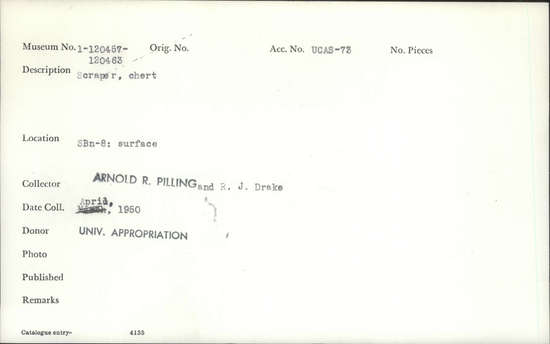 Museum No. 1-120457- Orig. No. Acc. No. UCAS-73 No. Pieces
120463
Description Scraper, chert
Location SBn-8: surface
Collector ARNOLD R. PILLING and R. J. Drake
April,
Date Coll. , 1950
Donor UNIV. APPROPRIATION
Photo
Published
Remarks
Catalogue entry- 4135